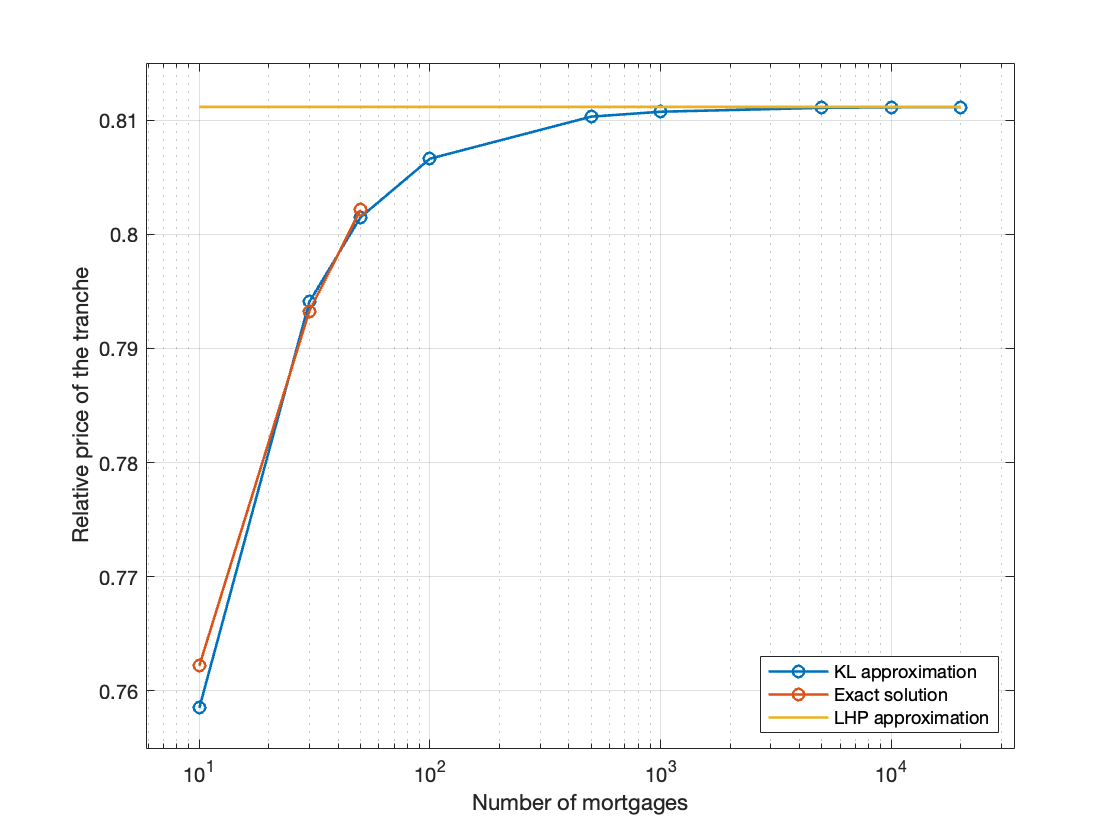 0.81
0.8
0.79
0.78
0.77
0.76
Relative price of the tranche
10^1
10^2
10^3
10^4
Number of mortgages
KL approximation
Exact solution
LHP approximation